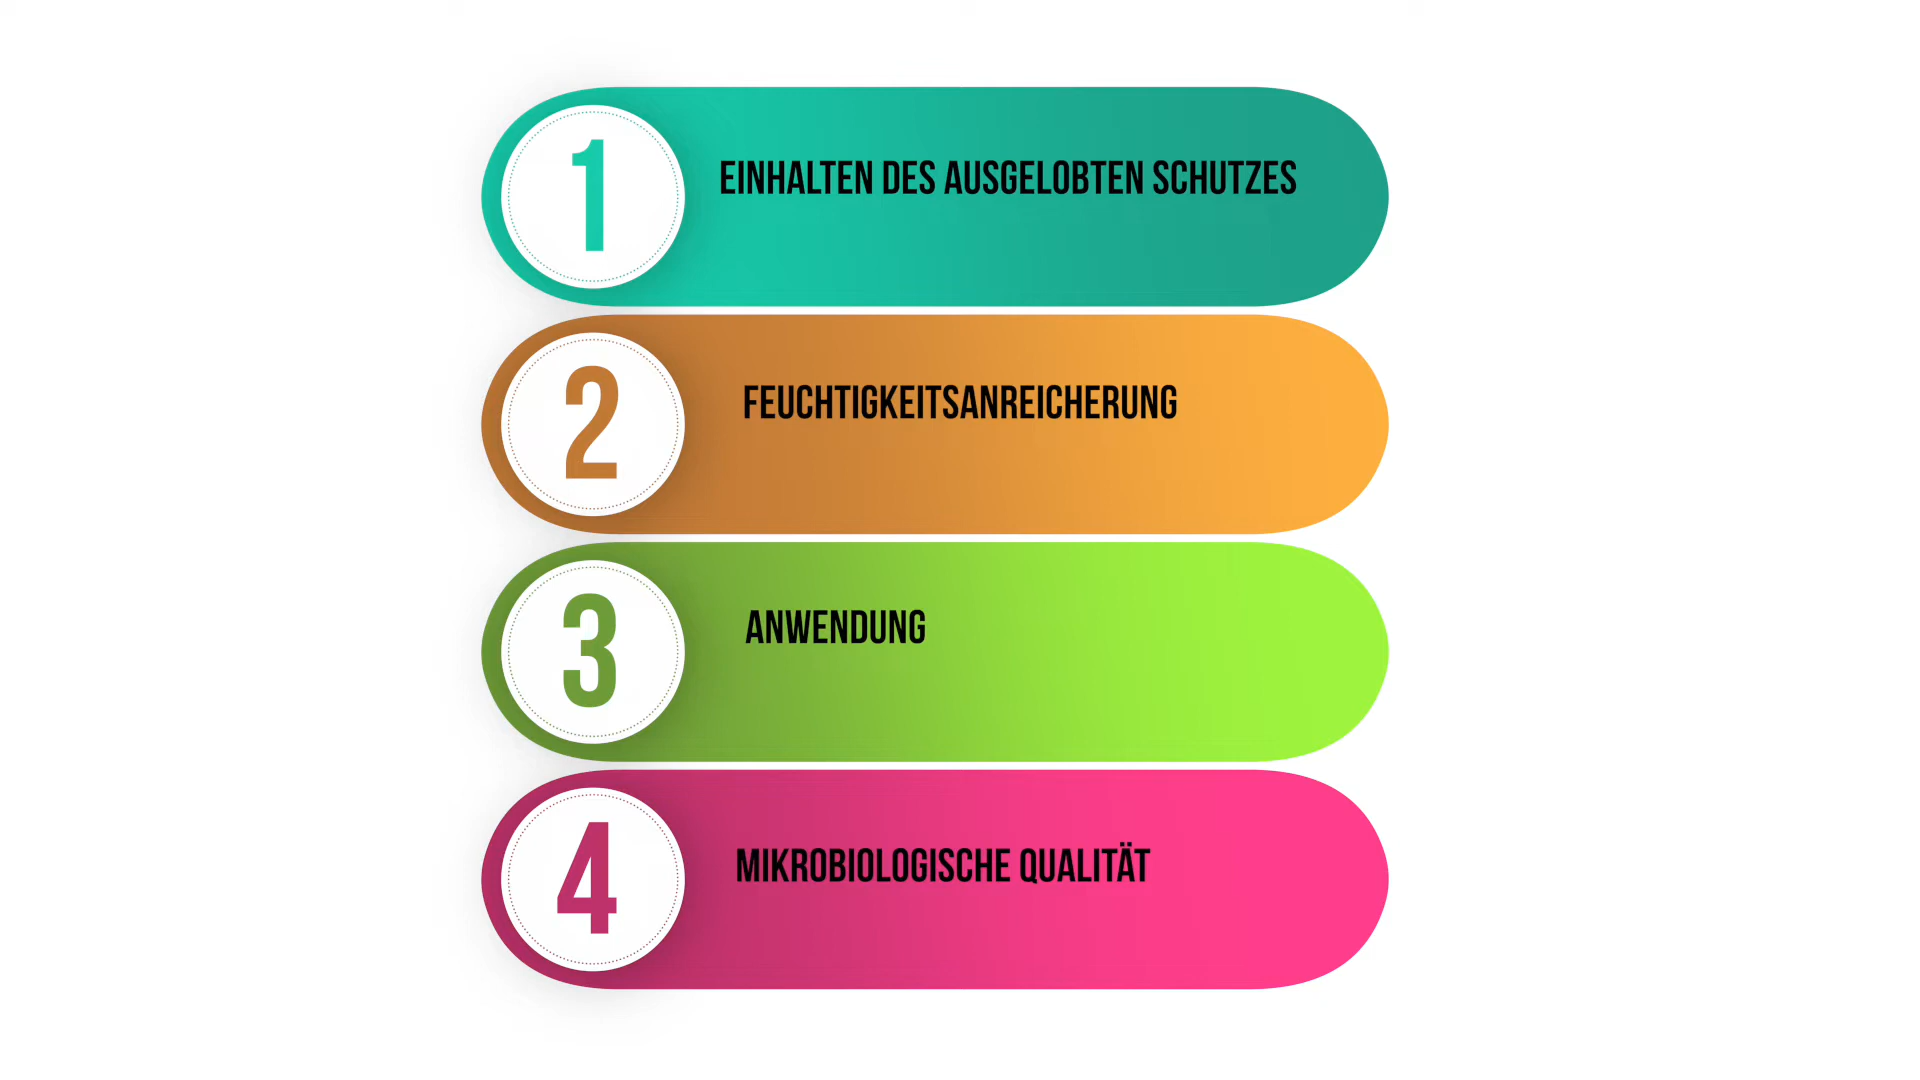 1
EINHALTEN DES AUSGELOBTEN SCHUTZES
2
FEUCHTIGKEITSANREICHERUNG
3
ANWENDUNG
4
MIKROBIOLOGISCHE QUALITÄT